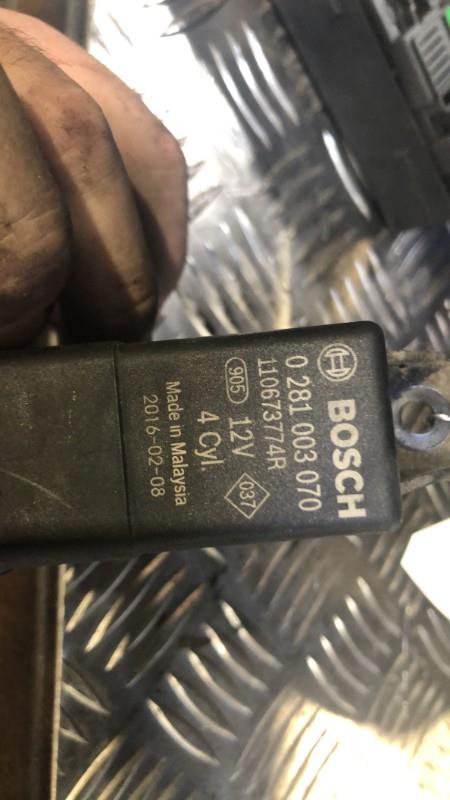 BOSCH
0 281 003 070
110673774R
905 12V 037
4 Cyl.
Made in Malaysia
2016-02-08